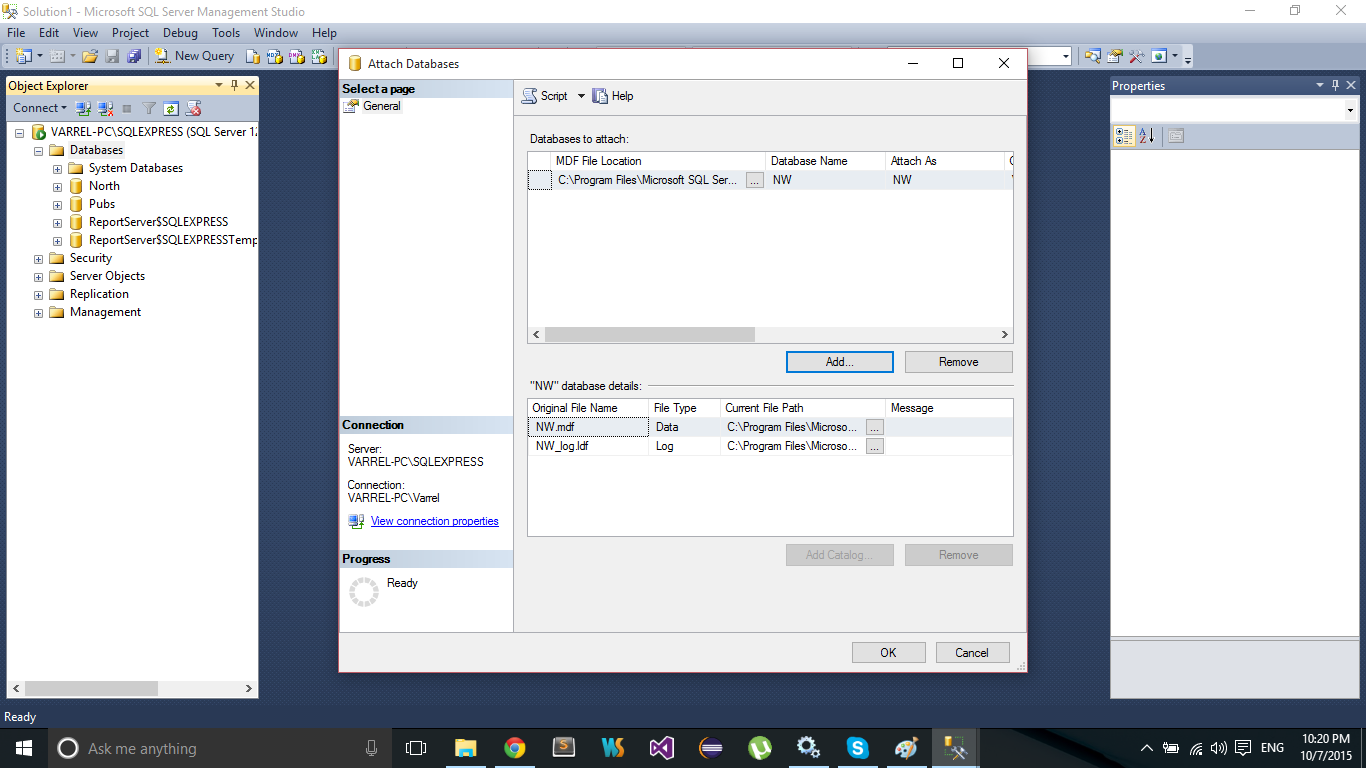 Solution1 - Microsoft SQL Server Management Studio
File Edit View Project Debug Tools Window Help
New Query
Object Explorer
Connect
VARREL-PC\SQLEXPRESS (SQL Server 12
Databases
System Databases
North
Pubs
ReportServer$SQLEXPRESS
ReportServer$SQLEXPRESSTemp
Security
Server Objects
Replication
Management
Attach Databases
Select a page
General
Script Help
Databases to attach:
MDF File Location Database Name Attach As
C:\Program Files\Microsoft SQL Ser... ... NW NW
Add... Remove
"NW" database details:
Original File Name File Type Current File Path Message
NW.mdf Data C:\Program Files\Microso... ...
NW_log.ldf Log C:\Program Files\Microso... ...
Add Catalog... Remove
Connection
Server:
VARREL-PC\SQLEXPRESS
Connection:
VARREL-PC\Varrel
View connection properties
Progress
Ready
OK Cancel
Properties
Ready
Ask me anything
ENG
10:20 PM
10/7/2015